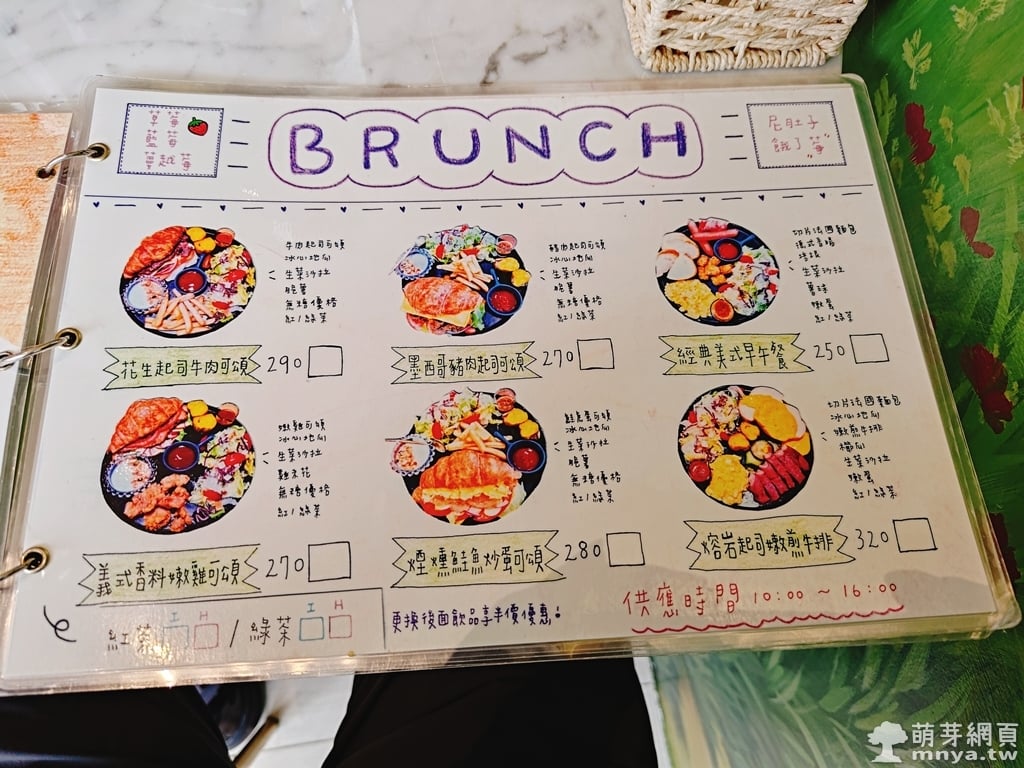 草莓
藍莓
蔓越莓
BRUNCH
尼肚子
餓了"莓"
牛肉起司可頌
冰心地瓜
生菜沙拉
脆薯
無糖優格
紅/綠茶
花生起司牛肉可頌 290
豬肉起司可頌
冰心地瓜
生菜沙拉
脆薯
無糖優格
紅/綠茶
墨西哥豬肉起司可頌 270
切片法國麵包
德式香腸
培根
生菜沙拉
薯球
嫩蛋
紅/綠茶
經典美式早午餐 250
嫩雞可頌
冰心地瓜
生菜沙拉
雞米花
無糖優格
紅/綠茶
義式香料嫩雞可頌 270
鮭魚蛋可頌
冰心地瓜
生菜沙拉
脆薯
無糖優格
紅/綠茶
煙燻鮭魚炒蛋可頌 280
切片法國麵包
冰心地瓜
嫩煎牛排
櫛瓜
生菜沙拉
嫩蛋
紅/綠茶
熔岩起司嫩煎牛排 320
I H I H
紅茶 / 綠茶
更換後面飲品享半價優惠!
供應時間 10:00 ~ 16:00
萌芽網頁
mnya.tw